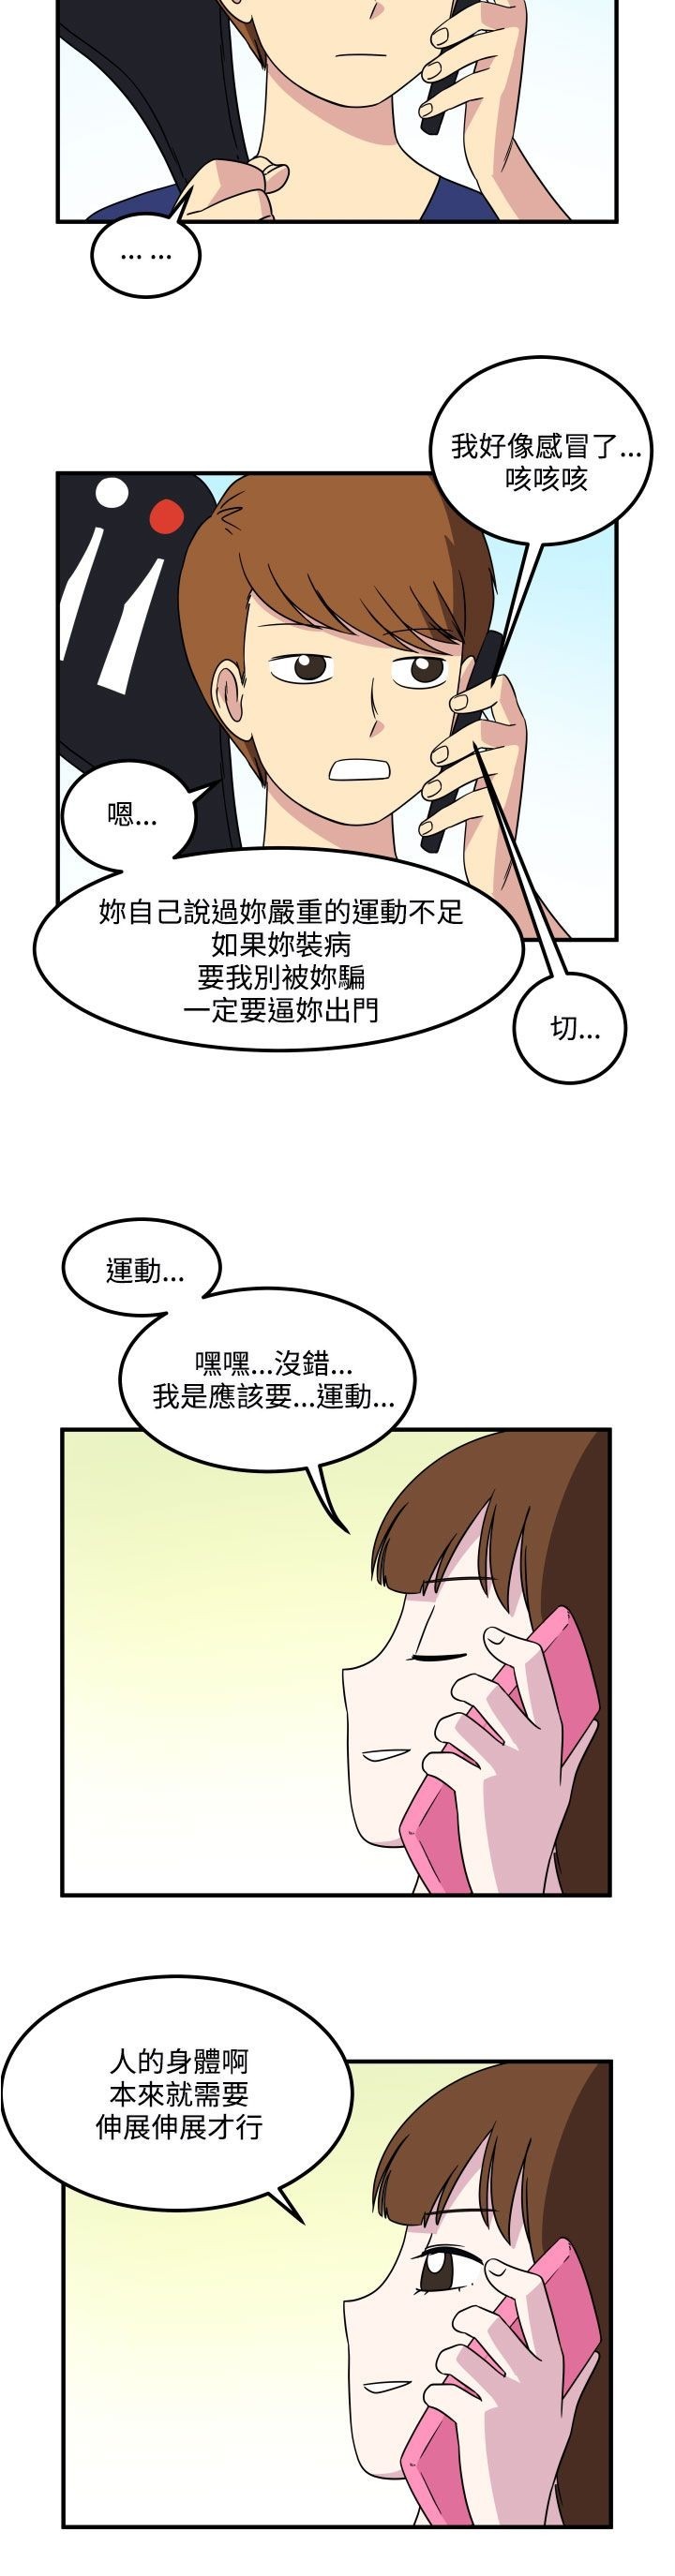 ... ...
我好像感冒了...
咳咳咳
嗯...
妳自己說過妳嚴重的運動不足
如果妳裝病
要我別被妳騙
一定要逼妳出門
切...
運動...
嘿嘿...沒錯...
我是應該要...運動...
人的身體啊
本來就需要
伸展伸展才行